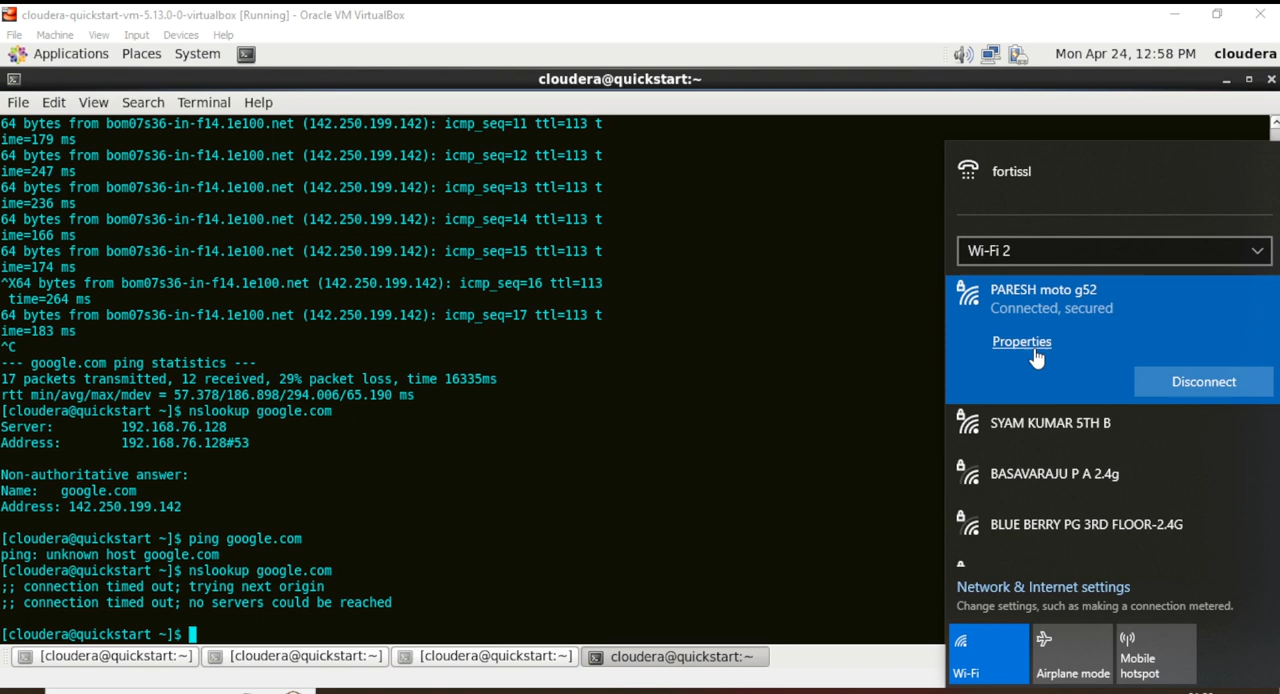 cloudera-quickstart-vm-5.13.0-0-virtualbox [Running] - Oracle VM VirtualBox
File Machine View Input Devices Help
Applications Places System Mon Apr 24, 12:58 PM cloudera
cloudera@quickstart:~
File Edit View Search Terminal Help
64 bytes from bom07s36-in-f14.1e100.net (142.250.199.142): icmp_seq=11 ttl=113 t
ime=179 ms
64 bytes from bom07s36-in-f14.1e100.net (142.250.199.142): icmp_seq=12 ttl=113 t
ime=247 ms
64 bytes from bom07s36-in-f14.1e100.net (142.250.199.142): icmp_seq=13 ttl=113 t
ime=236 ms
64 bytes from bom07s36-in-f14.1e100.net (142.250.199.142): icmp_seq=14 ttl=113 t
ime=166 ms
64 bytes from bom07s36-in-f14.1e100.net (142.250.199.142): icmp_seq=15 ttl=113 t
ime=174 ms
^X64 bytes from bom07s36-in-f14.1e100.net (142.250.199.142): icmp_seq=16 ttl=113
 time=264 ms
64 bytes from bom07s36-in-f14.1e100.net (142.250.199.142): icmp_seq=17 ttl=113 t
ime=183 ms
^C
--- google.com ping statistics ---
17 packets transmitted, 12 received, 29% packet loss, time 16335ms
rtt min/avg/max/mdev = 57.378/186.898/294.006/65.190 ms
[cloudera@quickstart ~]$ nslookup google.com
Server: 192.168.76.128
Address: 192.168.76.128#53
Non-authoritative answer:
Name: google.com
Address: 142.250.199.142
[cloudera@quickstart ~]$ ping google.com
ping: unknown host google.com
[cloudera@quickstart ~]$ nslookup google.com
;; connection timed out; trying next origin
;; connection timed out; no servers could be reached
[cloudera@quickstart ~]$
[cloudera@quickstart:~] [cloudera@quickstart:~] [cloudera@quickstart:~] cloudera@quickstart:~
fortissl
Wi-Fi 2
PARESH moto g52
Connected, secured
Properties
Disconnect
SYAM KUMAR 5TH B
BASAVARAJU P A 2.4g
BLUE BERRY PG 3RD FLOOR-2.4G
Network & Internet settings
Change settings, such as making a connection metered.
Wi-Fi
Airplane mode
Mobile
hotspot